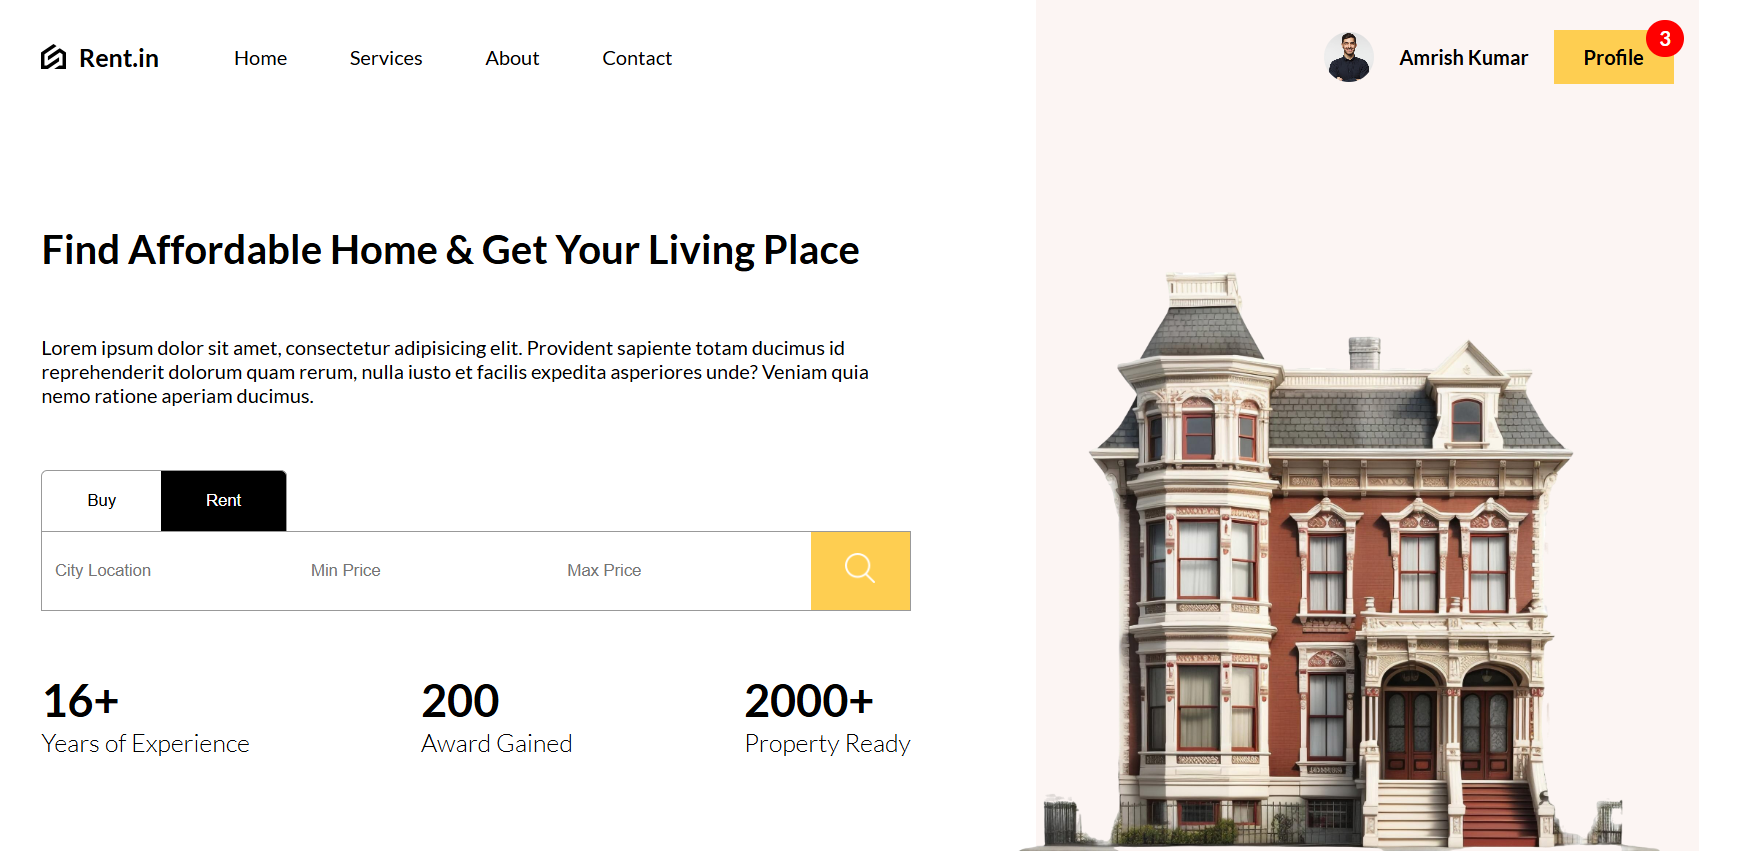 Rent.in
Home
Services
About
Contact
Amrish Kumar
Profile
3
Find Affordable Home & Get Your Living Place
Lorem ipsum dolor sit amet, consectetur adipisicing elit. Provident sapiente totam ducimus id
reprehenderit dolorum quam rerum, nulla iusto et facilis expedita asperiores unde? Veniam quia
nemo ratione aperiam ducimus.
Buy
Rent
City Location
Min Price
Max Price
16+
Years of Experience
200
Award Gained
2000+
Property Ready